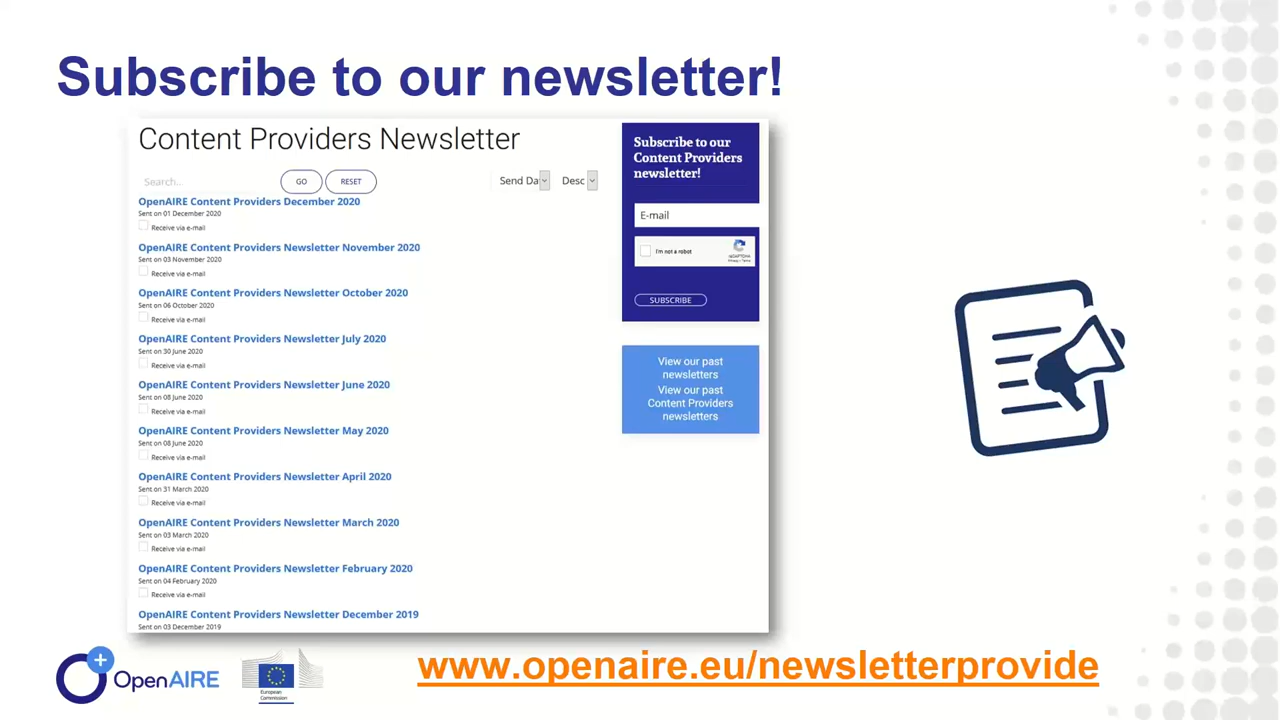 Subscribe to our newsletter!
Content Providers Newsletter
Search...
GO
RESET
Send Da
Desc
OpenAIRE Content Providers December 2020
Sent on 01 December 2020
Receive via e-mail
OpenAIRE Content Providers Newsletter November 2020
Sent on 03 November 2020
Receive via e-mail
OpenAIRE Content Providers Newsletter October 2020
Sent on 06 October 2020
Receive via e-mail
OpenAIRE Content Providers Newsletter July 2020
Sent on 30 June 2020
Receive via e-mail
OpenAIRE Content Providers Newsletter June 2020
Sent on 08 June 2020
Receive via e-mail
OpenAIRE Content Providers Newsletter May 2020
Sent on 08 June 2020
Receive via e-mail
OpenAIRE Content Providers Newsletter April 2020
Sent on 31 March 2020
Receive via e-mail
OpenAIRE Content Providers Newsletter March 2020
Sent on 03 March 2020
Receive via e-mail
OpenAIRE Content Providers Newsletter February 2020
Sent on 04 February 2020
Receive via e-mail
OpenAIRE Content Providers Newsletter December 2019
Sent on 03 December 2019
Subscribe to our
Content Providers
newsletter!
E-mail
I'm not a robot
reCAPTCHA
Privacy - Terms
SUBSCRIBE
View our past
newsletters
View our past
Content Providers
newsletters
OpenAIRE
European
Commission
www.openaire.eu/newsletterprovide